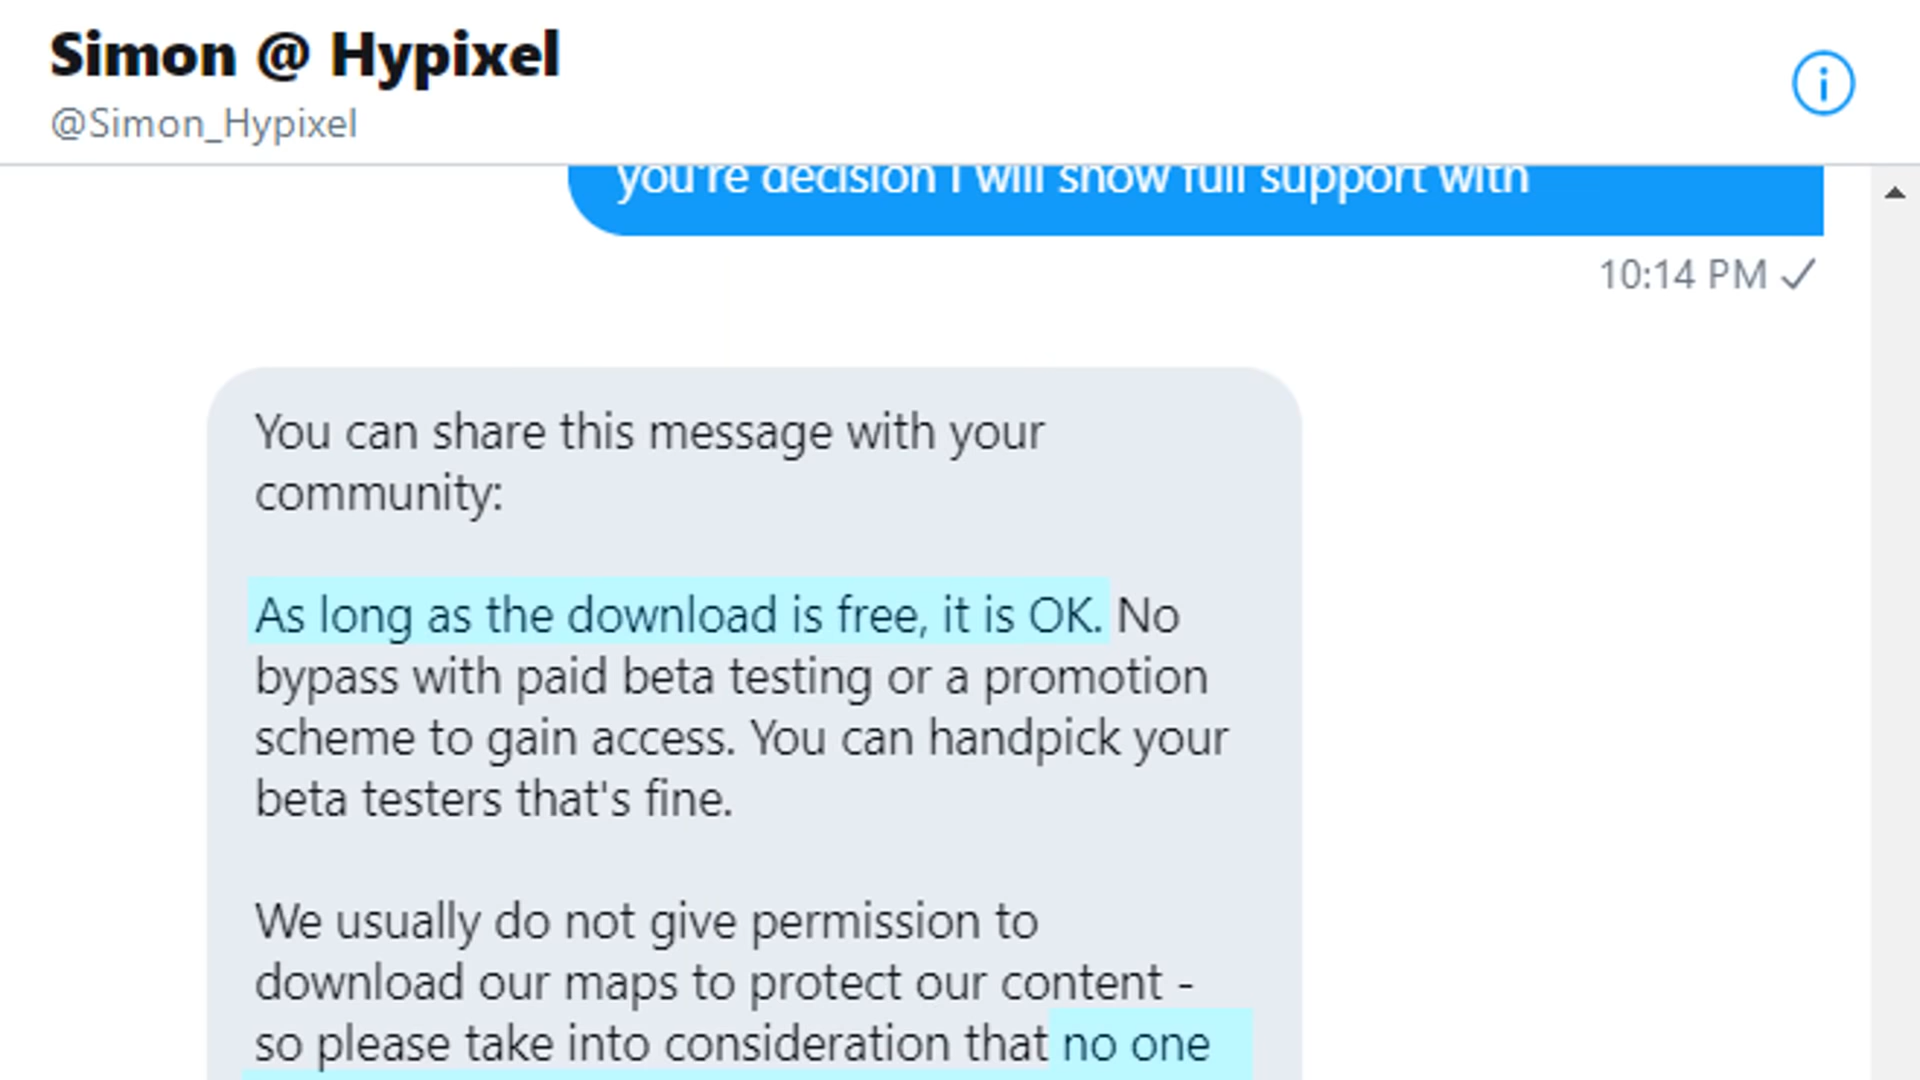 Simon @ Hypixel
@Simon_Hypixel
you're decision I will show full support with
10:14 PM
You can share this message with your
community:
As long as the download is free, it is OK. No
bypass with paid beta testing or a promotion
scheme to gain access. You can handpick your
beta testers that's fine.
We usually do not give permission to
download our maps to protect our content -
so please take into consideration that no one